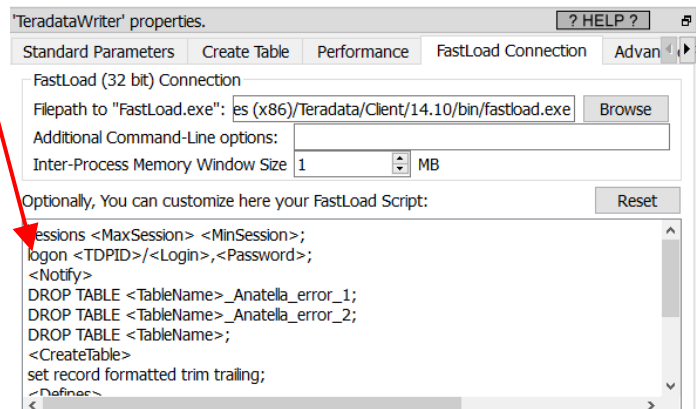 'TeradataWriter' properties. ? HELP ?
Standard Parameters Create Table Performance FastLoad Connection Advan
FastLoad (32 bit) Connection
Filepath to "FastLoad.exe": es (x86)/Teradata/Client/14.10/bin/fastload.exe Browse
Additional Command-Line options:
Inter-Process Memory Window Size 1 MB
Optionally, You can customize here your FastLoad Script: Reset
sessions <MaxSession> <MinSession>;
logon <TDPID>/<Login>,<Password>;
<Notify>
DROP TABLE <TableName>_Anatella_error_1;
DROP TABLE <TableName>_Anatella_error_2;
DROP TABLE <TableName>;
<CreateTable>
set record formatted trim trailing;
<Defines>